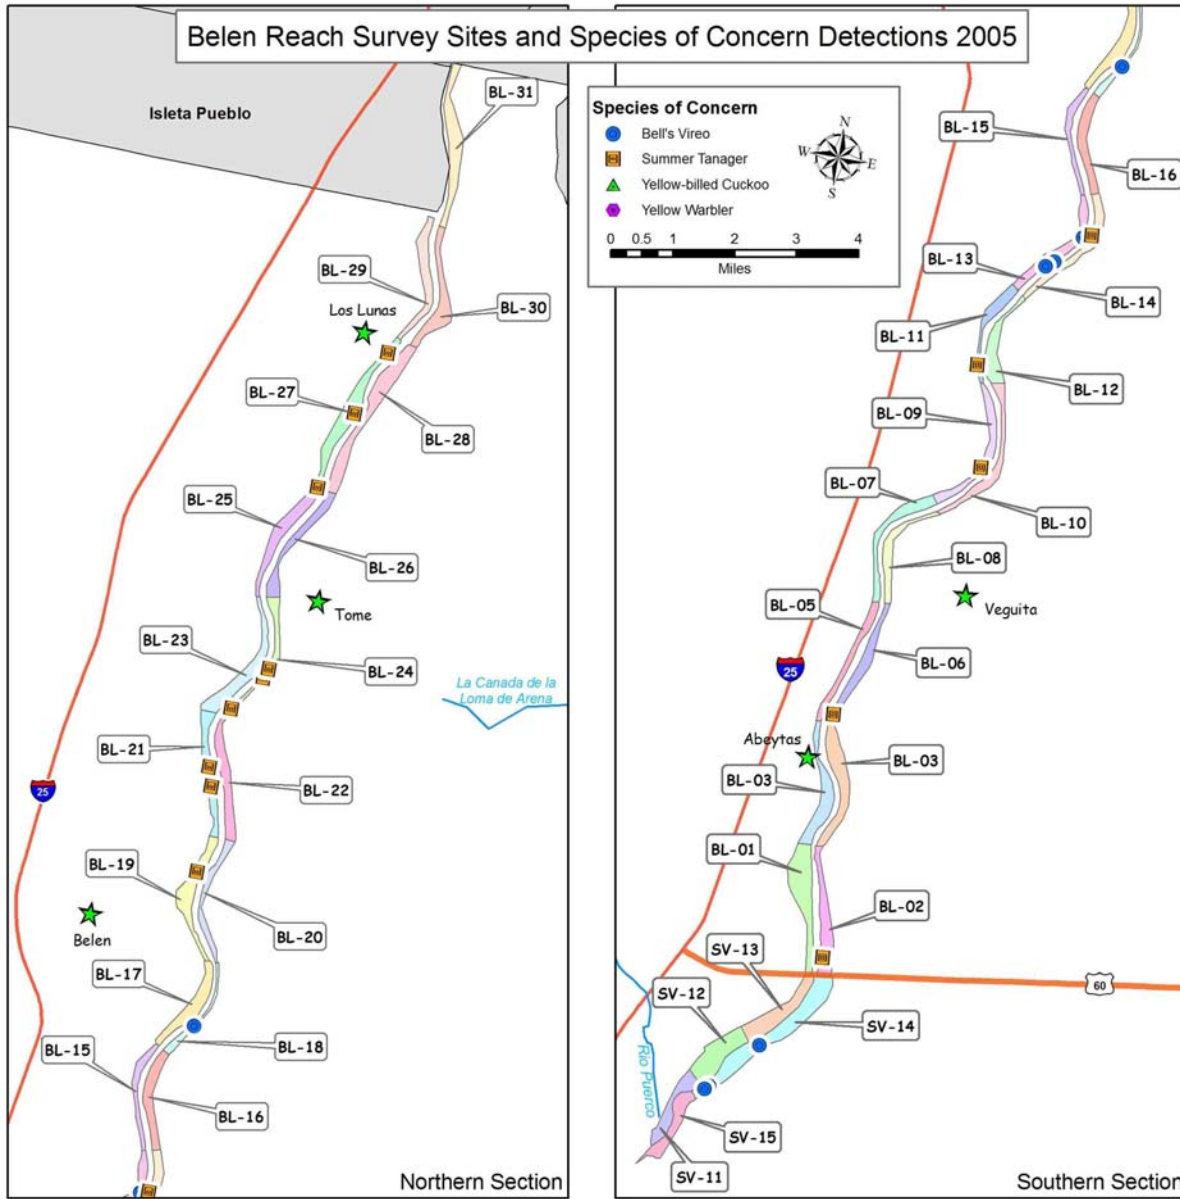 Belen Reach Survey Sites and Species of Concern Detections 2005
Isleta Pueblo
BL-31
BL-29
Los Lunas
BL-30
BL-27
BL-28
BL-25
BL-26
Tome
BL-23
BL-24
La Canada de la
Loma de Arena
BL-21
BL-22
25
BL-19
Belen
BL-20
BL-17
BL-15
BL-18
BL-16
Northern Section
Species of Concern
Bell's Vireo
Summer Tanager
Yellow-billed Cuckoo
Yellow Warbler
N
W
E
S
0 0.5 1 2 3 4
Miles
BL-15
BL-16
BL-13
BL-14
BL-11
BL-12
BL-09
BL-07
BL-10
BL-08
BL-05
Veguita
BL-06
25
Abeytas
BL-03
BL-03
BL-01
BL-02
SV-13
SV-12
60
SV-14
Rio Puerco
SV-15
SV-11
Southern Section